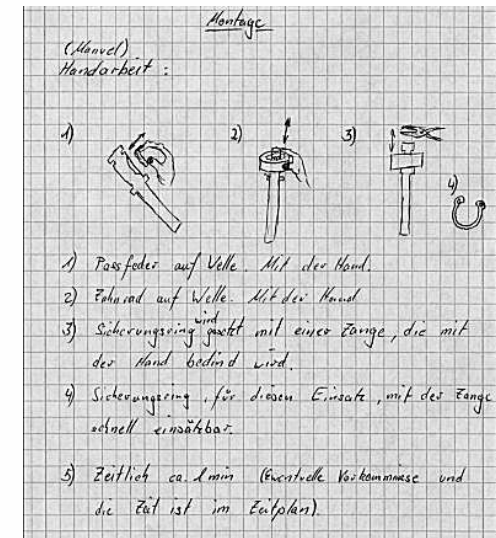 Montage
(Manuel)
Handarbeit :
1) 2) 3)
4)
1) Passfeder auf Welle. Mit der Hand.
2) Zahnrad auf Welle. Mit der Hand
3) Sicherungsring wird gesetzt mit einer Zange, die mit
der Hand bedind wird.
4) Sicherungsring, für diesen Einsatz, mit der Zange
schnell einsätzbar.
5) Zeitlich ca. 1 min (Eventuelle Vorkommnisse und
die Zeit ist im Zeitplan).